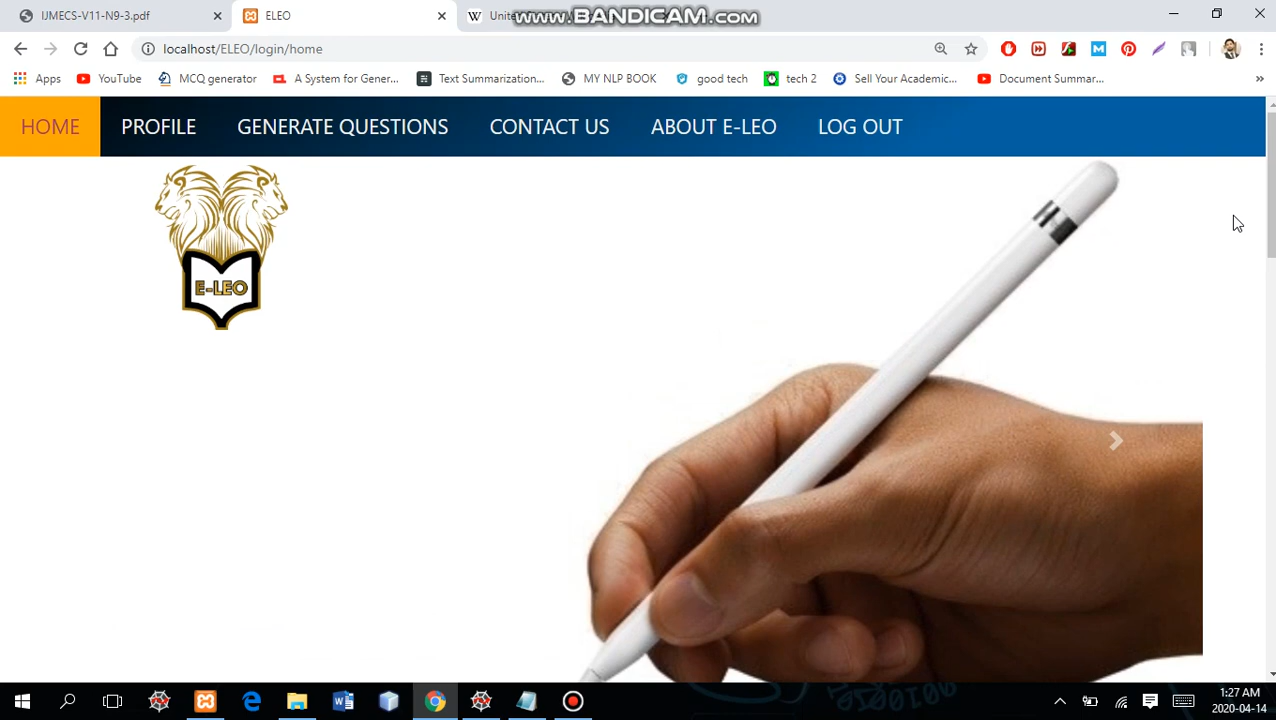 IJMECS-V11-N9-3.pdf
ELEO
W
www.BANDICAM.com
localhost/ELEO/login/home
Apps
YouTube
MCQ generator
A System for Gener...
Text Summarization...
MY NLP BOOK
good tech
tech 2
Sell Your Academic...
Document Summar...
»
HOME
PROFILE
GENERATE QUESTIONS
CONTACT US
ABOUT E-LEO
LOG OUT
E-LEO
1:27 AM
2020-04-14